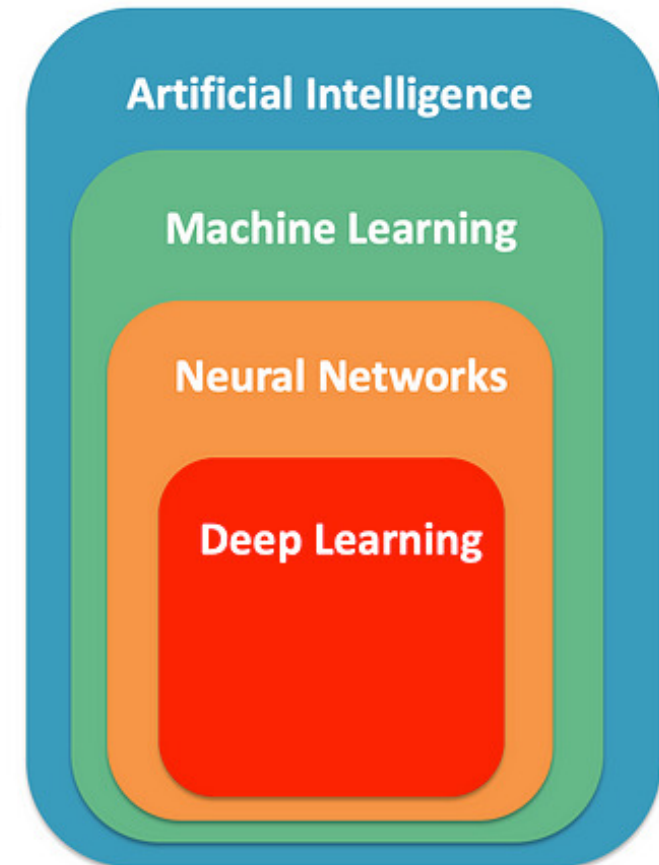 Artificial Intelligence
Machine Learning
Neural Networks
Deep Learning